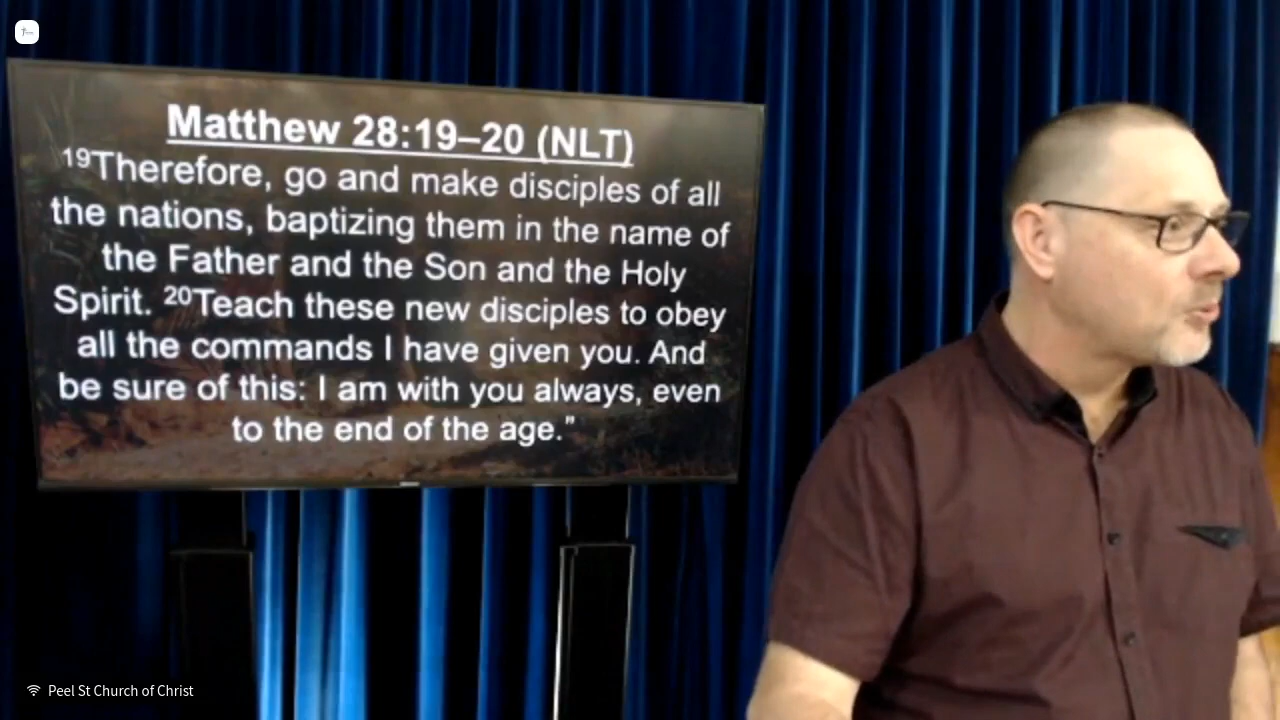 Matthew 28:19–20 (NLT)
19Therefore, go and make disciples of all
the nations, baptizing them in the name of
the Father and the Son and the Holy
Spirit. 20Teach these new disciples to obey
all the commands I have given you. And
be sure of this: I am with you always, even
to the end of the age.”
Peel St Church of Christ